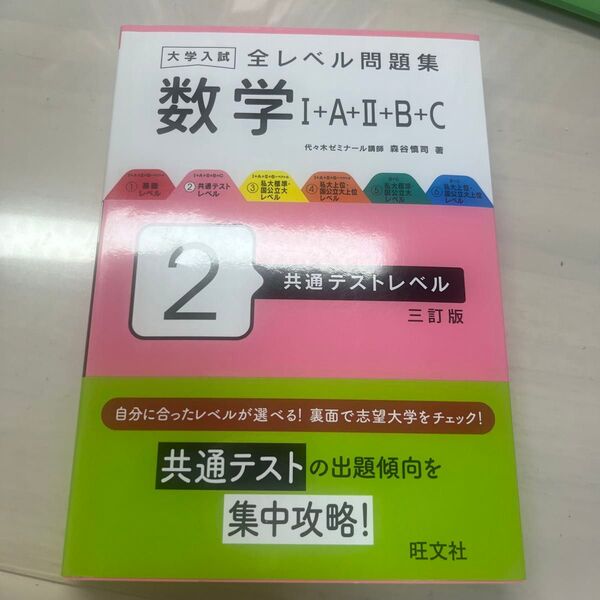 大学入試 全レベル問題集
数学 I+A+II+B+C
代々木ゼミナール講師 森谷慎司 著
① 基礎レベル
I+A+II+B+C
② 共通テストレベル
③ 私大標準・国公立大レベル
④ 私大上位・国公立大上位レベル
⑤ 私大標準・国公立大レベル
⑥ 私大上位・国公立大上位レベル
2 共通テストレベル
三訂版
自分に合ったレベルが選べる! 裏面で志望大学をチェック!
共通テストの出題傾向を
集中攻略!
旺文社